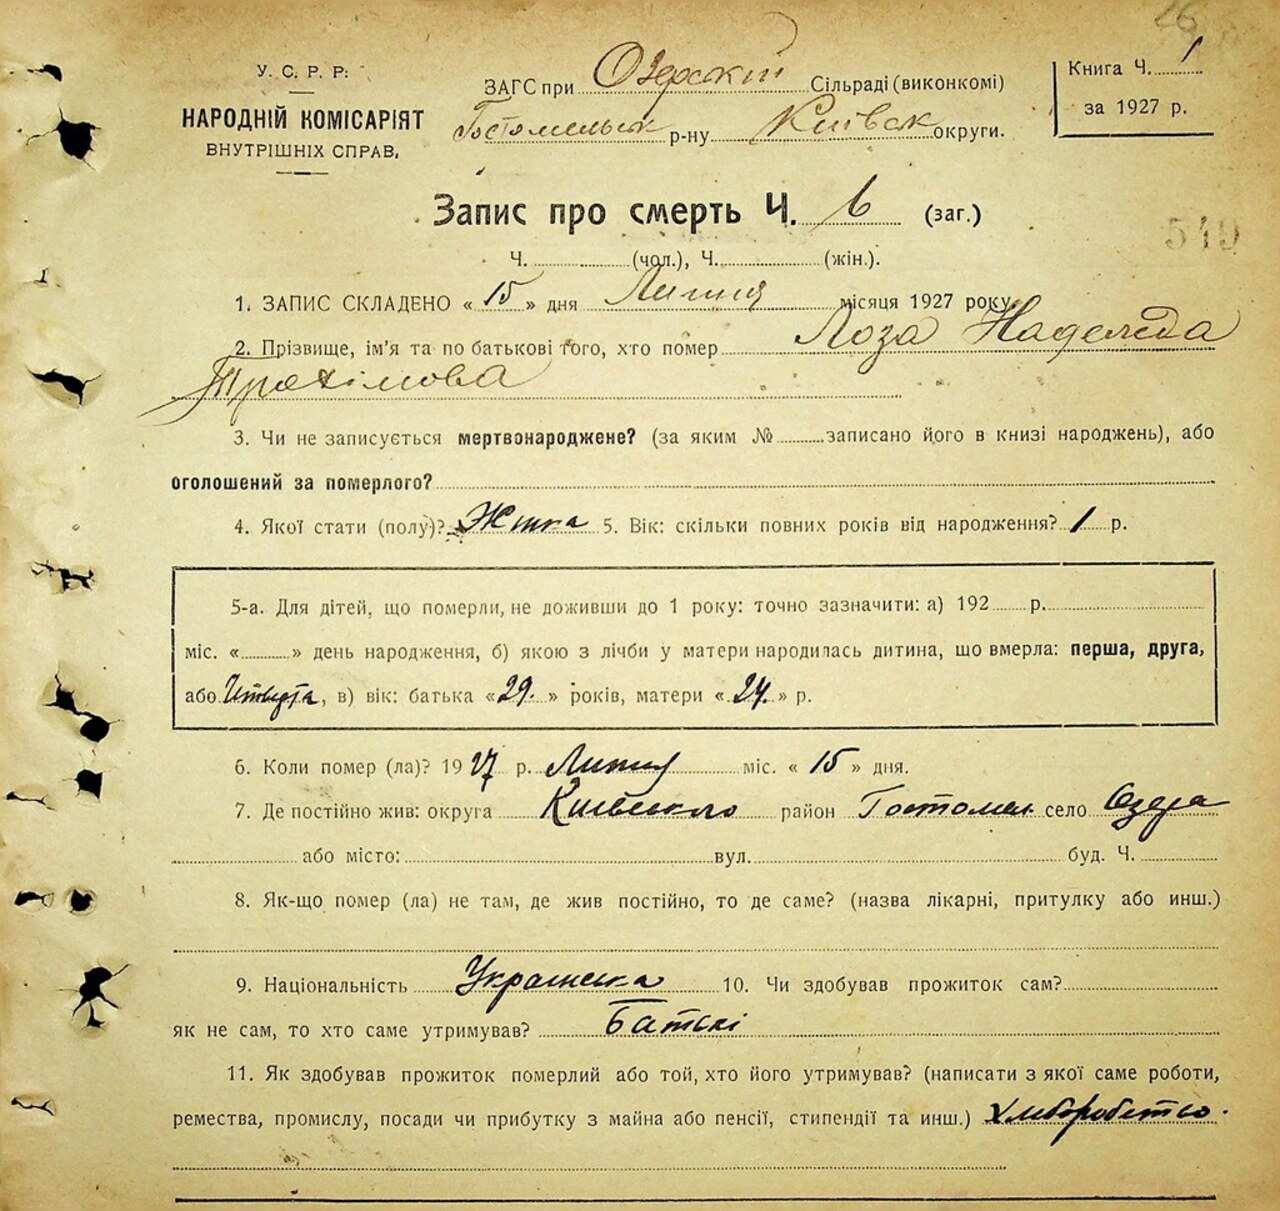 26
У. С. Р. Р.
НАРОДНІЙ КОМІСАРІЯТ
ВНУТРІШНІХ СПРАВ,
ЗАГС при Озерскій Сільраді (виконкомі)
Гостомельск р-ну Київск округи.
Книга Ч. 1
за 1927 р.
Запис про смерть Ч. 6 (заг.)
549
Ч. (чол.), Ч. (жін.).
1. ЗАПИС СКЛАДЕНО « 15 » дня Липня місяця 1927 року
2. Прізвище, ім'я та по батькові того, хто помер Лоза Надежда
Трохімова
3. Чи не записується мертвонароджене? (за яким № записано його в книзі народжень), або
оголошений за померлого?
4. Якої стати (полу)? Жінка 5. Вік: скільки повних років від народження? 1 р.
5-а. Для дітей, що померли, не доживши до 1 року: точно зазначити: а) 192 р.
міс. « » день народження, б) якою з лічби у матери народилась дитина, що вмерла: перша, друга,
або Четверта, в) вік: батька « 29. » років, матери « 24. » р.
6. Коли помер (ла)? 1927 р. Липня міс. « 15 » дня.
7. Де постійно жив: округа Київського район Гостомел. село Озера
або місто: вул. буд. Ч.
8. Як-що помер (ла) не там, де жив постійно, то де саме? (назва лікарні, притулку або инш.)
9. Національність Українська 10. Чи здобував прожиток сам?
як не сам, то хто саме утримував? Батькі
11. Як здобував прожиток померлий або той, хто його утримував? (написати з якої саме роботи,
ремества, промислу, посади чи прибутку з майна або пенсії, стипендії та инш.) Хліборобство.